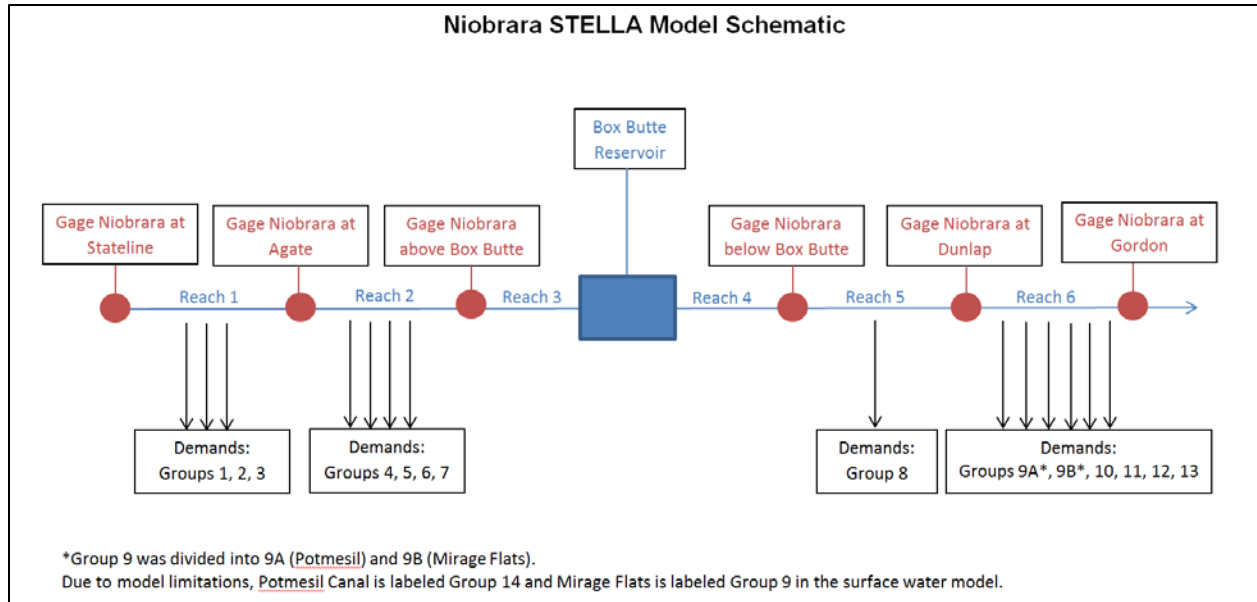 Niobrara STELLA Model Schematic
Box Butte
Reservoir
Gage Niobrara at
Stateline
Gage Niobrara at
Agate
Gage Niobrara
above Box Butte
Gage Niobrara
below Box Butte
Gage Niobrara at
Dunlap
Gage Niobrara at
Gordon
Reach 1
Reach 2
Reach 3
Reach 4
Reach 5
Reach 6
Demands:
Groups 1, 2, 3
Demands:
Groups 4, 5, 6, 7
Demands:
Group 8
Demands:
Groups 9A*, 9B*, 10, 11, 12, 13
*Group 9 was divided into 9A (Potmesil) and 9B (Mirage Flats).
Due to model limitations, Potmesil Canal is labeled Group 14 and Mirage Flats is labeled Group 9 in the surface water model.